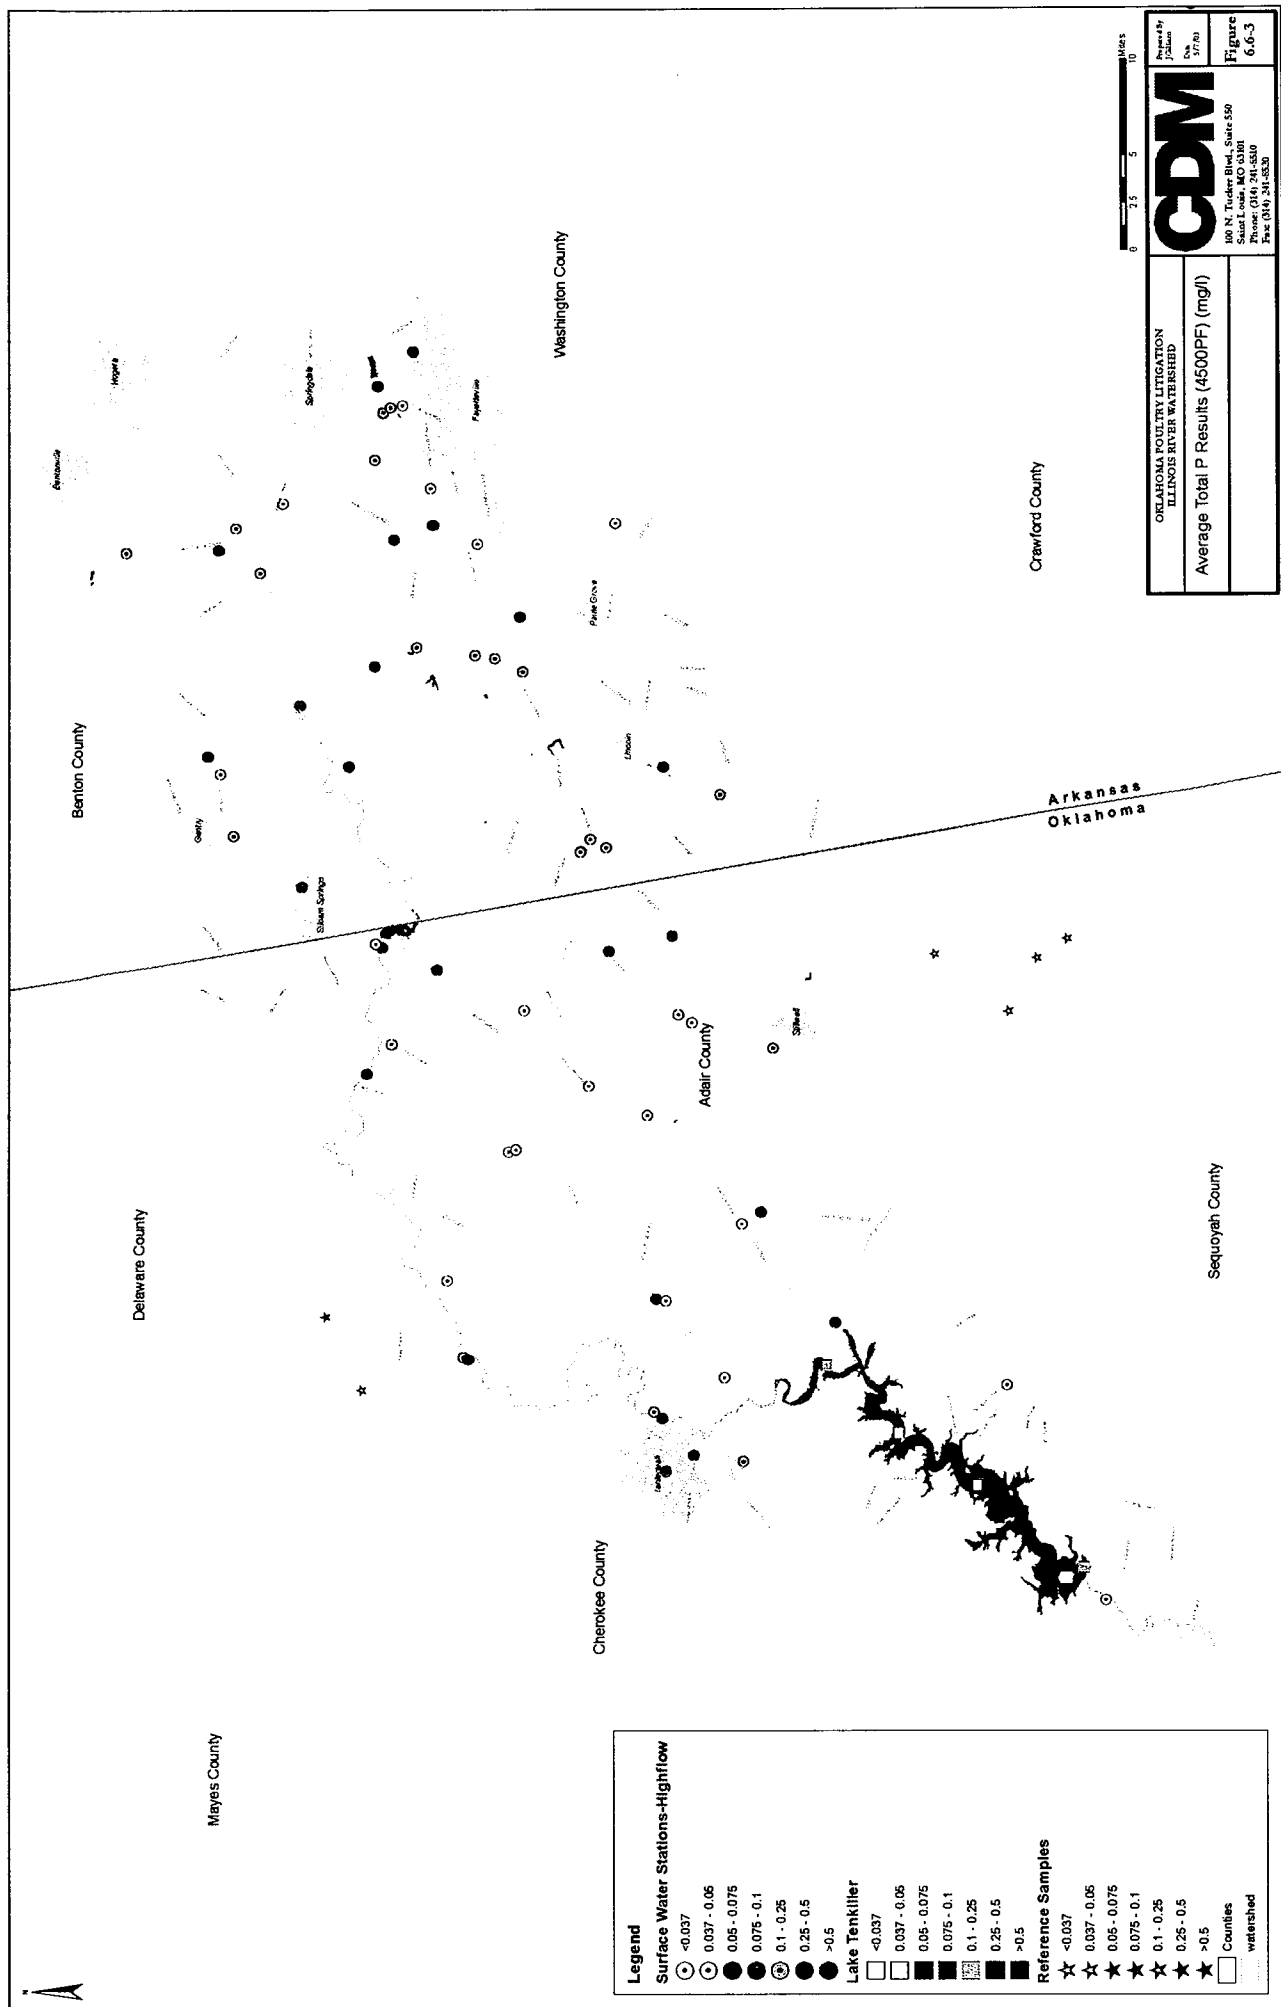 N
Mayes County
Delaware County
Benton County
Bentonville
Rogers
Gentry
Siloam Springs
Springdale
Fayetteville
Washington County
Cherokee County
Adair County
Lincoln
Prairie Grove
Stilwell
Arkansas
Oklahoma
Crawford County
Sequoyah County
Legend
Surface Water Stations-Highflow
<0.037
0.037 - 0.05
0.05 - 0.075
0.075 - 0.1
0.1 - 0.25
0.25 - 0.5
>0.5
Lake Tenkiller
<0.037
0.037 - 0.05
0.05 - 0.075
0.075 - 0.1
0.1 - 0.25
0.25 - 0.5
>0.5
Reference Samples
<0.037
0.037 - 0.05
0.05 - 0.075
0.075 - 0.1
0.1 - 0.25
0.25 - 0.5
>0.5
Counties
watershed
Miles
0 2.5 5 10
OKLAHOMA POULTRY LITIGATION
ILLINOIS RIVER WATERSHED
Average Total P Results (4500PF) (mg/l)
CDM
100 N. Tucker Blvd., Suite 550
Saint Louis, MO 63101
Phone: (314) 241-8810
Fax: (314) 241-8830
Prepared By
Date
Figure
6.6-3